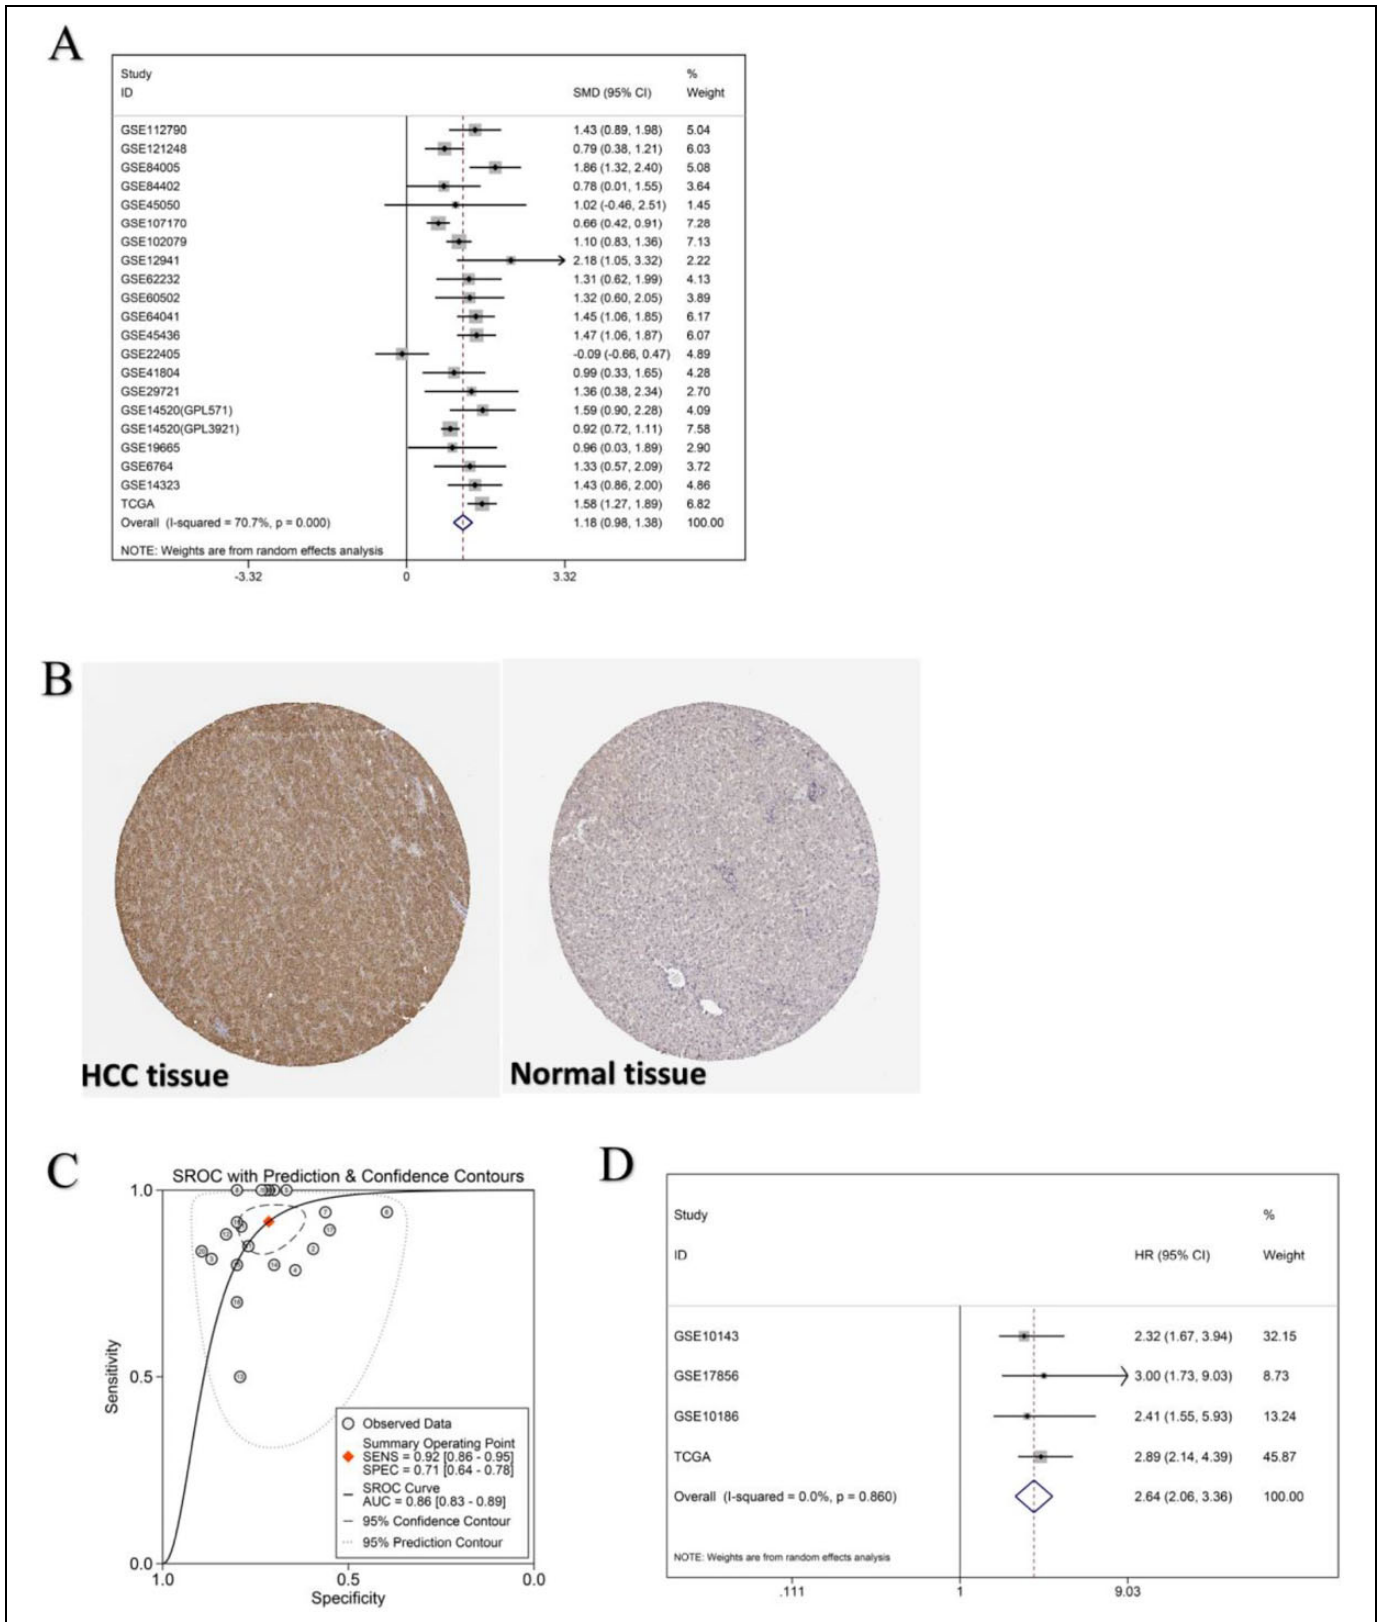 A
Study %
ID SMD (95% CI) Weight
GSE112790 1.43 (0.89, 1.98) 5.04
GSE121248 0.79 (0.38, 1.21) 6.03
GSE84005 1.86 (1.32, 2.40) 5.08
GSE84402 0.78 (0.01, 1.55) 3.64
GSE45050 1.02 (-0.46, 2.51) 1.45
GSE107170 0.66 (0.42, 0.91) 7.28
GSE102079 1.10 (0.83, 1.36) 7.13
GSE12941 2.18 (1.05, 3.32) 2.22
GSE62232 1.31 (0.62, 1.99) 4.13
GSE60502 1.32 (0.60, 2.05) 3.89
GSE64041 1.45 (1.06, 1.85) 6.17
GSE45436 1.47 (1.06, 1.87) 6.07
GSE22405 -0.09 (-0.66, 0.47) 4.89
GSE41804 0.99 (0.33, 1.65) 4.28
GSE29721 1.36 (0.38, 2.34) 2.70
GSE14520(GPL571) 1.59 (0.90, 2.28) 4.09
GSE14520(GPL3921) 0.92 (0.72, 1.11) 7.58
GSE19665 0.96 (0.03, 1.89) 2.90
GSE6764 1.33 (0.57, 2.09) 3.72
GSE14323 1.43 (0.86, 2.00) 4.86
TCGA 1.58 (1.27, 1.89) 6.82
Overall (I-squared = 70.7%, p = 0.000) 1.18 (0.98, 1.38) 100.00
NOTE: Weights are from random effects analysis
-3.32 0 3.32
B
HCC tissue
Normal tissue
C
SROC with Prediction & Confidence Contours
1.0
Sensitivity
0.5
0.0
Observed Data
Summary Operating Point
SENS = 0.92 [0.86 - 0.95]
SPEC = 0.71 [0.64 - 0.78]
SROC Curve
AUC = 0.86 [0.83 - 0.89]
95% Confidence Contour
95% Prediction Contour
1.0 0.5 0.0
Specificity
D
Study %
ID HR (95% CI) Weight
GSE10143 2.32 (1.67, 3.94) 32.15
GSE17856 3.00 (1.73, 9.03) 8.73
GSE10186 2.41 (1.55, 5.93) 13.24
TCGA 2.89 (2.14, 4.39) 45.87
Overall (I-squared = 0.0%, p = 0.860) 2.64 (2.06, 3.36) 100.00
NOTE: Weights are from random effects analysis
.111 1 9.03